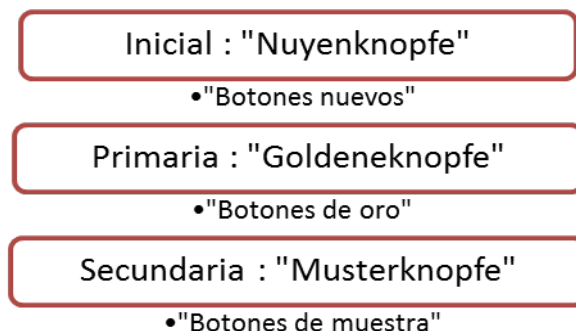 Inicial : "Nuyenknopfe"
•"Botones nuevos"
Primaria : "Goldeneknopfe"
•"Botones de oro"
Secundaria : "Musterknopfe"
•"Botones de muestra"